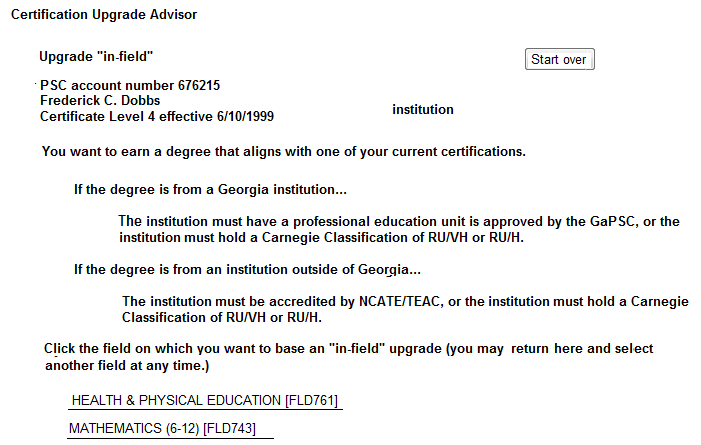 Certification Upgrade Advisor
Upgrade "in-field"
Start over
PSC account number 676215
Frederick C. Dobbs
Certificate Level 4 effective 6/10/1999
institution
You want to earn a degree that aligns with one of your current certifications.
If the degree is from a Georgia institution...
The institution must have a professional education unit is approved by the GaPSC, or the
institution must hold a Carnegie Classification of RU/VH or RU/H.
If the degree is from an institution outside of Georgia...
The institution must be accredited by NCATE/TEAC, or the institution must hold a Carnegie
Classification of RU/VH or RU/H.
Click the field on which you want to base an "in-field" upgrade (you may return here and select
another field at any time.)
HEALTH & PHYSICAL EDUCATION [FLD761]
MATHEMATICS (6-12) [FLD743]